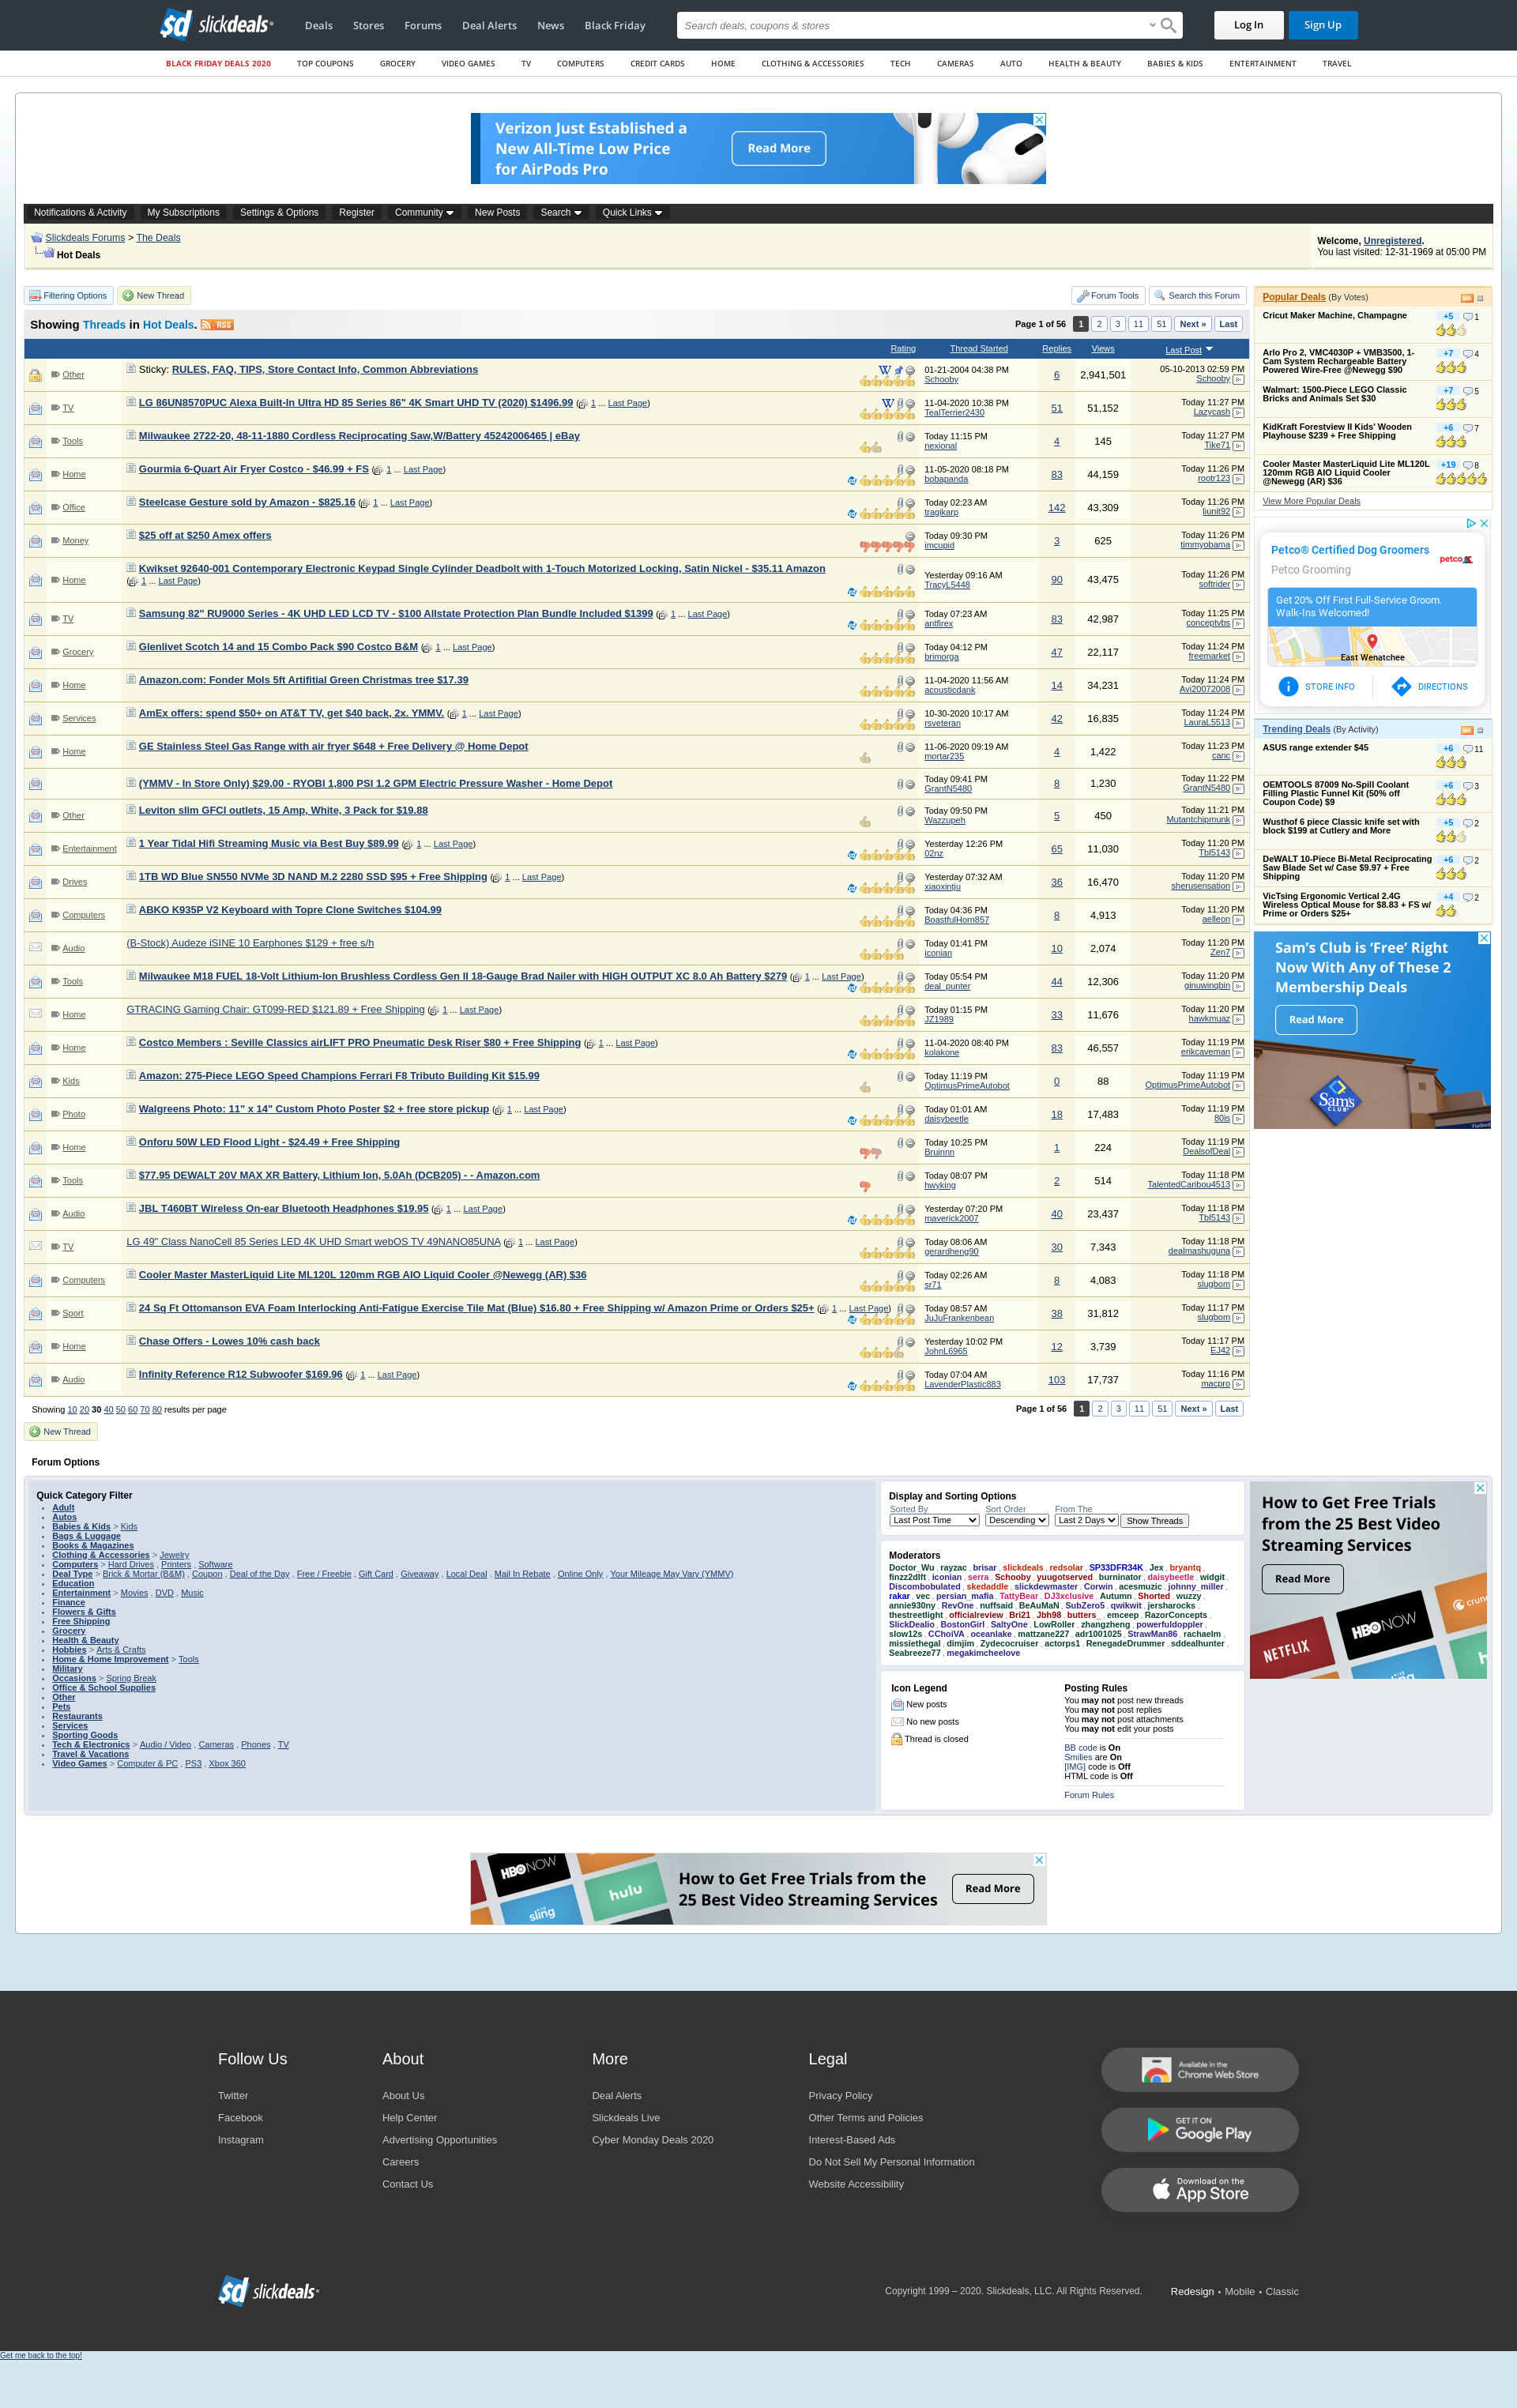 sd slickdeals
Deals Stores Forums Deal Alerts News Black Friday
Search deals, coupons & stores
Log In Sign Up
BLACK FRIDAY DEALS 2020 TOP COUPONS GROCERY VIDEO GAMES TV COMPUTERS CREDIT CARDS HOME CLOTHING & ACCESSORIES TECH CAMERAS AUTO HEALTH & BEAUTY BABIES & KIDS ENTERTAINMENT TRAVEL
Verizon Just Established a
New All-Time Low Price
for AirPods Pro
Read More
Notifications & Activity My Subscriptions Settings & Options Register Community New Posts Search Quick Links
Slickdeals Forums > The Deals
Hot Deals
Welcome, Unregistered.
You last visited: 12-31-1969 at 05:00 PM
Filtering Options New Thread
Forum Tools Search this Forum
Showing Threads in Hot Deals. RSS
Page 1 of 56 1 2 3 11 51 Next » Last
Rating Thread Started Replies Views Last Post
Other Sticky: RULES, FAQ, TIPS, Store Contact Info, Common Abbreviations 01-21-2004 04:38 PM Schooby 6 2,941,501 05-10-2013 02:59 PM Schooby
TV LG 86UN8570PUC Alexa Built-In Ultra HD 85 Series 86" 4K Smart UHD TV (2020) $1496.99 ( 1 ... Last Page) 11-04-2020 10:38 PM TealTerrier2430 51 51,152 Today 11:27 PM Lazycash
Tools Milwaukee 2722-20, 48-11-1880 Cordless Reciprocating Saw,W/Battery 45242006465 | eBay Today 11:15 PM nexional 4 145 Today 11:27 PM Tike71
Home Gourmia 6-Quart Air Fryer Costco - $46.99 + FS ( 1 ... Last Page) 11-05-2020 08:18 PM bobapanda 83 44,159 Today 11:26 PM rootr123
Office Steelcase Gesture sold by Amazon - $825.16 ( 1 ... Last Page) Today 02:23 AM tragikarp 142 43,309 Today 11:26 PM liunit92
Money $25 off at $250 Amex offers Today 09:30 PM imcupid 3 625 Today 11:26 PM timmyobama
Home Kwikset 92640-001 Contemporary Electronic Keypad Single Cylinder Deadbolt with 1-Touch Motorized Locking, Satin Nickel - $35.11 Amazon ( 1 ... Last Page) Yesterday 09:16 AM TracyL5448 90 43,475 Today 11:26 PM softrider
TV Samsung 82" RU9000 Series - 4K UHD LED LCD TV - $100 Allstate Protection Plan Bundle Included $1399 ( 1 ... Last Page) Today 07:23 AM antfirex 83 42,987 Today 11:25 PM conceptvbs
Grocery Glenlivet Scotch 14 and 15 Combo Pack $90 Costco B&M ( 1 ... Last Page) Today 04:12 PM brimorga 47 22,117 Today 11:24 PM freemarket
Home Amazon.com: Fonder Mols 5ft Artifitial Green Christmas tree $17.39 11-04-2020 11:56 AM acousticdank 14 34,231 Today 11:24 PM Avi20072008
Services AmEx offers: spend $50+ on AT&T TV, get $40 back, 2x. YMMV. ( 1 ... Last Page) 10-30-2020 10:17 AM rsveteran 42 16,835 Today 11:24 PM LauraL5513
Home GE Stainless Steel Gas Range with air fryer $648 + Free Delivery @ Home Depot 11-06-2020 09:19 AM mortar235 4 1,422 Today 11:23 PM canc
(YMMV - In Store Only) $29.00 - RYOBI 1,800 PSI 1.2 GPM Electric Pressure Washer - Home Depot Today 09:41 PM GrantN5480 8 1,230 Today 11:22 PM GrantN5480
Other Leviton slim GFCI outlets, 15 Amp, White, 3 Pack for $19.88 Today 09:50 PM Wazzupeh 5 450 Today 11:21 PM Mutantchipmunk
Entertainment 1 Year Tidal Hifi Streaming Music via Best Buy $89.99 ( 1 ... Last Page) Yesterday 12:26 PM 02nz 65 11,030 Today 11:20 PM Tbl5143
Drives 1TB WD Blue SN550 NVMe 3D NAND M.2 2280 SSD $95 + Free Shipping ( 1 ... Last Page) Yesterday 07:32 AM xiaoxintju 36 16,470 Today 11:20 PM sherusensation
Computers ABKO K935P V2 Keyboard with Topre Clone Switches $104.99 Today 04:36 PM BoastfulHorn857 8 4,913 Today 11:20 PM aelleon
Audio (B-Stock) Audeze iSINE 10 Earphones $129 + free s/h Today 01:41 PM iconian 10 2,074 Today 11:20 PM Zen7
Tools Milwaukee M18 FUEL 18-Volt Lithium-Ion Brushless Cordless Gen II 18-Gauge Brad Nailer with HIGH OUTPUT XC 8.0 Ah Battery $279 ( 1 ... Last Page) Today 05:54 PM deal_punter 44 12,306 Today 11:20 PM ginuwinqbin
Home GTRACING Gaming Chair: GT099-RED $121.89 + Free Shipping ( 1 ... Last Page) Today 01:15 PM JZ1989 33 11,676 Today 11:20 PM hawkmuaz
Home Costco Members : Seville Classics airLIFT PRO Pneumatic Desk Riser $80 + Free Shipping ( 1 ... Last Page) 11-04-2020 08:40 PM kolakone 83 46,557 Today 11:19 PM erikcaveman
Kids Amazon: 275-Piece LEGO Speed Champions Ferrari F8 Tributo Building Kit $15.99 Today 11:19 PM OptimusPrimeAutobot 0 88 Today 11:19 PM OptimusPrimeAutobot
Photo Walgreens Photo: 11" x 14" Custom Photo Poster $2 + free store pickup ( 1 ... Last Page) Today 01:01 AM daisybeetle 18 17,483 Today 11:19 PM 80is
Home Onforu 50W LED Flood Light - $24.49 + Free Shipping Today 10:25 PM Bruinnn 1 224 Today 11:19 PM DealsofDeal
Tools $77.95 DEWALT 20V MAX XR Battery, Lithium Ion, 5.0Ah (DCB205) - - Amazon.com Today 08:07 PM hwyking 2 514 Today 11:18 PM TalentedCaribou4513
Audio JBL T460BT Wireless On-ear Bluetooth Headphones $19.95 ( 1 ... Last Page) Yesterday 07:20 PM maverick2007 40 23,437 Today 11:18 PM Tbl5143
TV LG 49" Class NanoCell 85 Series LED 4K UHD Smart webOS TV 49NANO85UNA ( 1 ... Last Page) Today 08:06 AM gerardheng90 30 7,343 Today 11:18 PM dealmashuguna
Computers Cooler Master MasterLiquid Lite ML120L 120mm RGB AIO Liquid Cooler @Newegg (AR) $36 Today 02:26 AM sr71 8 4,083 Today 11:18 PM slugbom
Sport 24 Sq Ft Ottomanson EVA Foam Interlocking Anti-Fatigue Exercise Tile Mat (Blue) $16.80 + Free Shipping w/ Amazon Prime or Orders $25+ ( 1 ... Last Page) Today 08:57 AM JuJuFrankenbean 38 31,812 Today 11:17 PM slugbom
Home Chase Offers - Lowes 10% cash back Yesterday 10:02 PM JohnL6965 12 3,739 Today 11:17 PM EJ42
Audio Infinity Reference R12 Subwoofer $169.96 ( 1 ... Last Page) Today 07:04 AM LavenderPlastic883 103 17,737 Today 11:16 PM macpro
Showing 10 20 30 40 50 60 70 80 results per page
Page 1 of 56 1 2 3 11 51 Next » Last
New Thread
Popular Deals (By Votes)
Cricut Maker Machine, Champagne +5 1
Arlo Pro 2, VMC4030P + VMB3500, 1-Cam System Rechargeable Battery Powered Wire-Free @Newegg $90 +7 4
Walmart: 1500-Piece LEGO Classic Bricks and Animals Set $30 +7 5
KidKraft Forestview II Kids' Wooden Playhouse $239 + Free Shipping +6 7
Cooler Master MasterLiquid Lite ML120L 120mm RGB AIO Liquid Cooler @Newegg (AR) $36 +19 8
View More Popular Deals
Petco® Certified Dog Groomers
Petco Grooming
petco
Get 20% Off First Full-Service Groom.
Walk-Ins Welcomed!
East Wenatchee
STORE INFO DIRECTIONS
Trending Deals (By Activity)
ASUS range extender $45 +6 11
OEMTOOLS 87009 No-Spill Coolant Filling Plastic Funnel Kit (50% off Coupon Code) $9 +6 3
Wusthof 6 piece Classic knife set with block $199 at Cutlery and More +5 2
DeWALT 10-Piece Bi-Metal Reciprocating Saw Blade Set w/ Case $9.97 + Free Shipping +6 2
VicTsing Ergonomic Vertical 2.4G Wireless Optical Mouse for $8.83 + FS w/ Prime or Orders $25+ +4 2
Sam's Club is 'Free' Right
Now With Any of These 2
Membership Deals
Read More
Sam's CLUB
Forum Options
Quick Category Filter
Adult
Autos
Babies & Kids > Kids
Bags & Luggage
Books & Magazines
Clothing & Accessories > Jewelry
Computers > Hard Drives , Printers , Software
Deal Type > Brick & Mortar (B&M) , Coupon , Deal of the Day , Free / Freebie , Gift Card , Giveaway , Local Deal , Mail In Rebate , Online Only , Your Mileage May Vary (YMMV)
Education
Entertainment > Movies , DVD , Music
Finance
Flowers & Gifts
Free Shipping
Grocery
Health & Beauty
Hobbies > Arts & Crafts
Home & Home Improvement > Tools
Military
Occasions > Spring Break
Office & School Supplies
Other
Pets
Restaurants
Services
Sporting Goods
Tech & Electronics > Audio / Video , Cameras , Phones , TV
Travel & Vacations
Video Games > Computer & PC , PS3 , Xbox 360
Display and Sorting Options
Sorted By Sort Order From The
Last Post Time Descending Last 2 Days Show Threads
Moderators
Doctor_Wu , rayzac , brisar , slickdeals , redsolar , SP33DFR34K , Jex , bryantq ,
finzz2dlft , iconian , serra , Schooby , yuugotserved , burninator , daisybeetle , widgit ,
Discombobulated , skedaddle , slickdewmaster , Corwin , acesmuzic , johnny_miller ,
rakar , vec , persian_mafia , TattyBear , DJ3xclusive , Autumn , Shorted , wuzzy ,
annie930ny , RevOne , nuffsaid , BeAuMaN , SubZero5 , qwikwit , jersharocks ,
thestreetlight , officialreview , Bri21 , Jbh98 , butters_ , emceep , RazorConcepts ,
SlickDealio , BostonGirl , SaltyOne , LowRoller , zhangzheng , powerfuldoppler ,
slow12s , CChoiVA , oceanlake , mattzane227 , adr1001025 , StrawMan86 , rachaelm ,
missiethegal , dimjim , Zydecocruiser , actorps1 , RenegadeDrummer , sddealhunter ,
Seabreeze77 , megakimcheelove
Icon Legend
New posts
No new posts
Thread is closed
Posting Rules
You may not post new threads
You may not post replies
You may not post attachments
You may not edit your posts
BB code is On
Smilies are On
[IMG] code is Off
HTML code is Off
Forum Rules
How to Get Free Trials
from the 25 Best Video
Streaming Services
Read More
NETFLIX HBO NOW hulu sling crunch
HBO NOW hulu sling
How to Get Free Trials from the
25 Best Video Streaming Services
Read More
Follow Us
Twitter
Facebook
Instagram
About
About Us
Help Center
Advertising Opportunities
Careers
Contact Us
More
Deal Alerts
Slickdeals Live
Cyber Monday Deals 2020
Legal
Privacy Policy
Other Terms and Policies
Interest-Based Ads
Do Not Sell My Personal Information
Website Accessibility
Available in the
Chrome Web Store
GET IT ON
Google Play
Download on the
App Store
sd slickdeals
Copyright 1999 – 2020. Slickdeals, LLC. All Rights Reserved.
Redesign • Mobile • Classic
Get me back to the top!